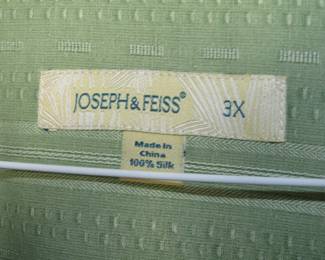 JOSEPH & FEISS® 3X
Made in
China
100% Silk